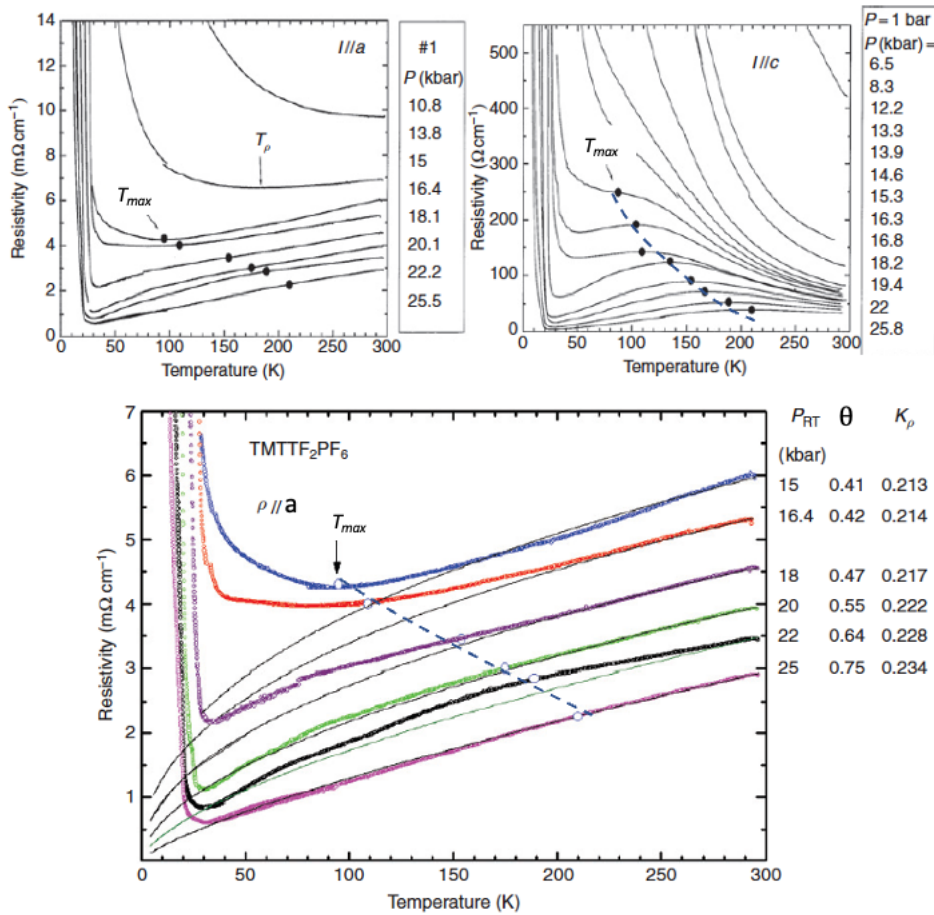 14
12
10
8
6
4
2
0
Resistivity (mΩ cm⁻¹)
I//a
Tρ
Tmax
0 50 100 150 200 250 300
Temperature (K)
#1
P (kbar)
10.8
13.8
15
16.4
18.1
20.1
22.2
25.5
500
400
300
200
100
0
Resistivity (Ω cm⁻¹)
I//c
Tmax
0 50 100 150 200 250 300
Temperature (K)
P = 1 bar
P (kbar) =
6.5
8.3
12.2
13.3
13.9
14.6
15.3
16.3
16.8
18.2
19.4
22
25.8
7
6
5
4
3
2
1
Resistivity (mΩ cm⁻¹)
TMTTF₂PF₆
ρ // a
Tmax
0 50 100 150 200 250 300
Temperature (K)
PRT θ Kρ
(kbar)
15 0.41 0.213
16.4 0.42 0.214
18 0.47 0.217
20 0.55 0.222
22 0.64 0.228
25 0.75 0.234